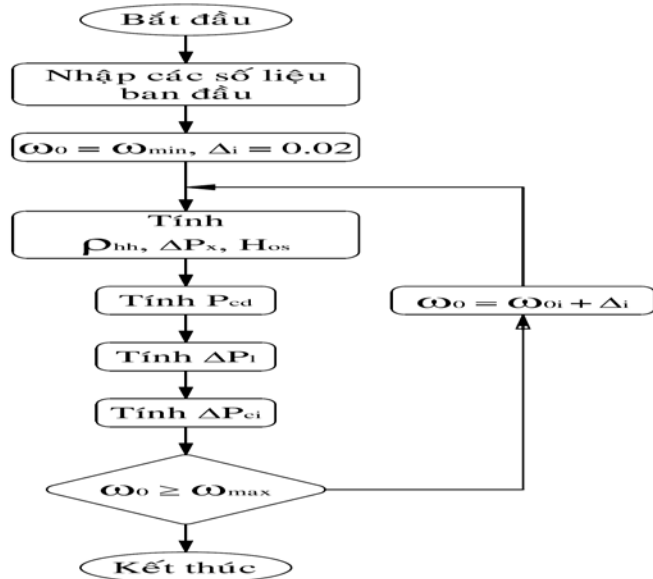 Bắt đầu
Nhập các số liệu
ban đầu
ω₀ = ωmin, Δi = 0.02
Tính
ρhh, ΔPx, Hos
Tính Pcd
ω₀ = ω₀i + Δi
Tính ΔPl
Tính ΔPci
ω₀ ≥ ωmax
Kết thúc